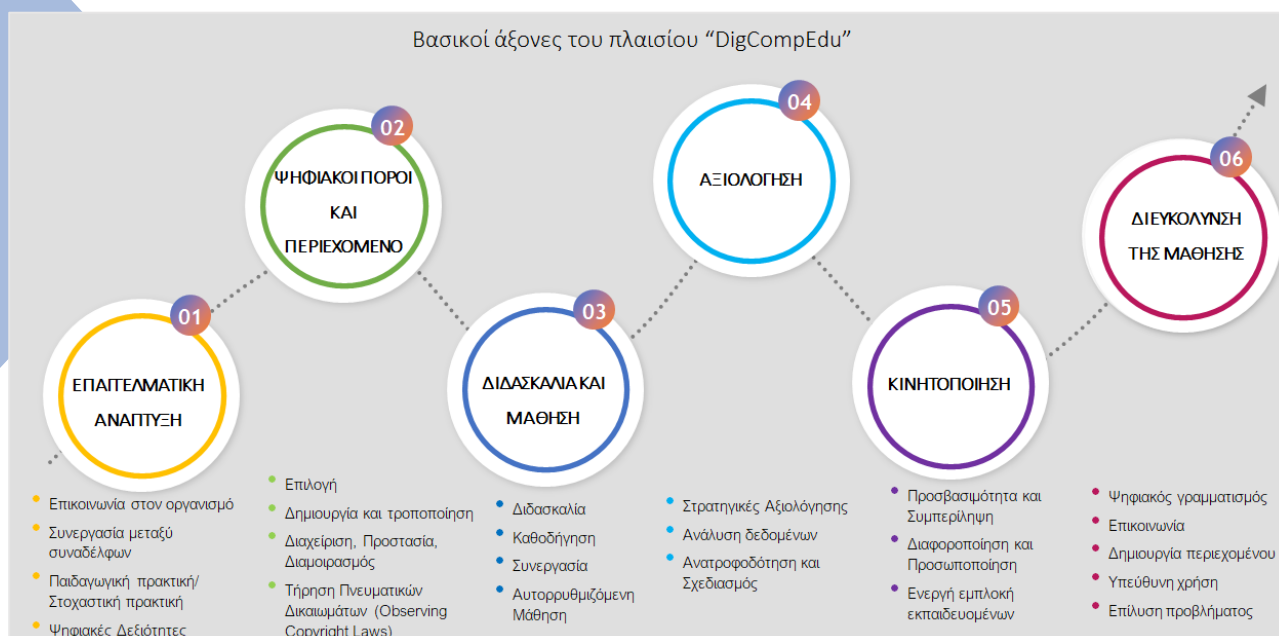 Βασικοί άξονες του πλαισίου “DigCompEdu”
01
ΕΠΑΓΓΕΛΜΑΤΙΚΗ
ΑΝΑΠΤΥΞΗ
Επικοινωνία στον οργανισμό
Συνεργασία μεταξύ
συναδέλφων
Παιδαγωγική πρακτική/
Στοχαστική πρακτική
Ψηφιακές Δεξιότητες
02
ΨΗΦΙΑΚΟΙ ΠΟΡΟΙ
ΚΑΙ
ΠΕΡΙΕΧΟΜΕΝΟ
Επιλογή
Δημιουργία και τροποποίηση
Διαχείριση, Προστασία,
Διαμοιρασμός
Τήρηση Πνευματικών
Δικαιωμάτων (Observing
Copyright Laws)
03
ΔΙΔΑΣΚΑΛΙΑ ΚΑΙ
ΜΑΘΗΣΗ
Διδασκαλία
Καθοδήγηση
Συνεργασία
Αυτορρυθμιζόμενη
Μάθηση
04
ΑΞΙΟΛΟΓΗΣΗ
Στρατηγικές Αξιολόγησης
Ανάλυση δεδομένων
Ανατροφοδότηση και
Σχεδιασμός
05
ΚΙΝΗΤΟΠΟΙΗΣΗ
Προσβασιμότητα και
Συμπερίληψη
Διαφοροποίηση και
Προσωποποίηση
Ενεργή εμπλοκή
εκπαιδευομένων
06
ΔΙΕΥΚΟΛΥΝΣΗ
ΤΗΣ ΜΑΘΗΣΗΣ
Ψηφιακός γραμματισμός
Επικοινωνία
Δημιουργία περιεχομένου
Υπεύθυνη χρήση
Επίλυση προβλήματος